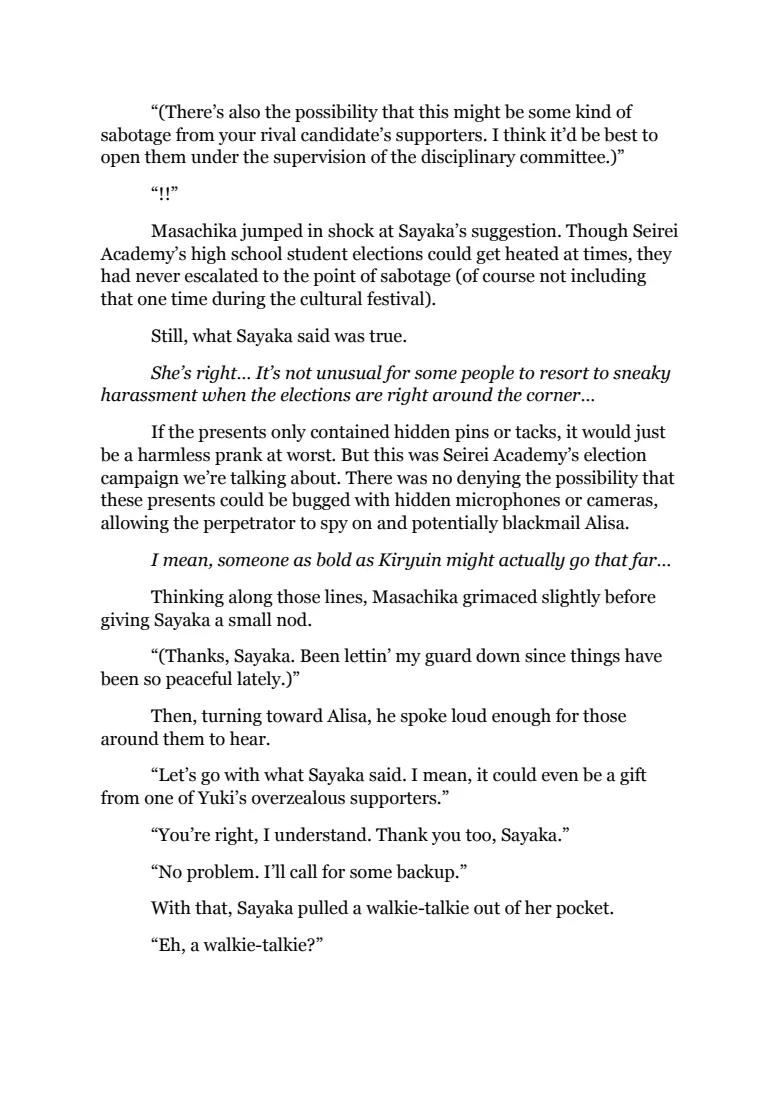 “(There’s also the possibility that this might be some kind of
sabotage from your rival candidate’s supporters. I think it’d be best to
open them under the supervision of the disciplinary committee.)”
“!!”
Masachika jumped in shock at Sayaka’s suggestion. Though Seirei
Academy’s high school student elections could get heated at times, they
had never escalated to the point of sabotage (of course not including
that one time during the cultural festival).
Still, what Sayaka said was true.
She’s right… It’s not unusual for some people to resort to sneaky
harassment when the elections are right around the corner…
If the presents only contained hidden pins or tacks, it would just
be a harmless prank at worst. But this was Seirei Academy’s election
campaign we’re talking about. There was no denying the possibility that
these presents could be bugged with hidden microphones or cameras,
allowing the perpetrator to spy on and potentially blackmail Alisa.
I mean, someone as bold as Kiryuin might actually go that far…
Thinking along those lines, Masachika grimaced slightly before
giving Sayaka a small nod.
“(Thanks, Sayaka. Been lettin’ my guard down since things have
been so peaceful lately.)”
Then, turning toward Alisa, he spoke loud enough for those
around them to hear.
“Let’s go with what Sayaka said. I mean, it could even be a gift
from one of Yuki’s overzealous supporters.”
“You’re right, I understand. Thank you too, Sayaka.”
“No problem. I’ll call for some backup.”
With that, Sayaka pulled a walkie-talkie out of her pocket.
“Eh, a walkie-talkie?”